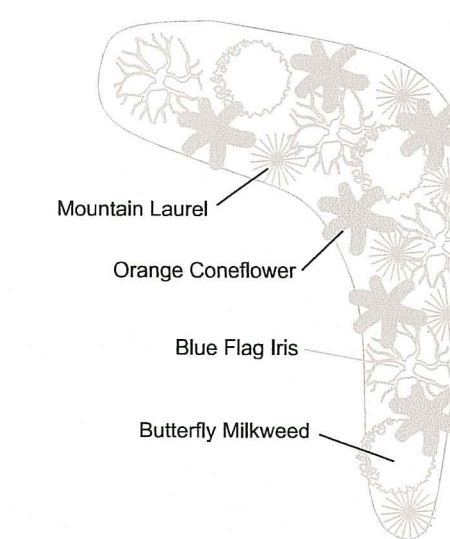 Mountain Laurel
Orange Coneflower
Blue Flag Iris
Butterfly Milkweed